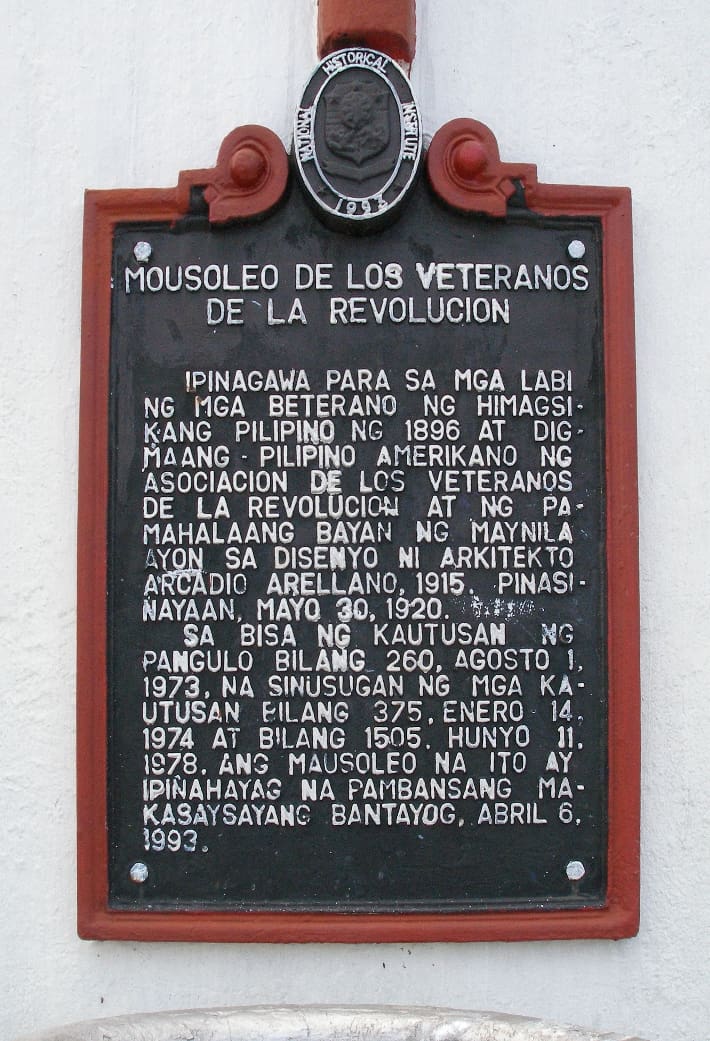 NATIONAL HISTORICAL INSTITUTE
1993
MOUSOLEO DE LOS VETERANOS
DE LA REVOLUCION
IPINAGAWA PARA SA MGA LABI
NG MGA BETERANO NG HIMAGSI-
KANG PILIPINO NG 1896 AT DIG-
MAANG - PILIPINO AMERIKANO NG
ASOCIACION DE LOS VETERANOS
DE LA REVOLUCION AT NG PA-
MAHALAANG BAYAN NG MAYNILA
AYON SA DISENYO NI ARKITEKTO
ARCADIO ARELLANO, 1915. PINASI-
NAYAAN, MAYO 30, 1920.
SA BISA NG KAUTUSAN NG
PANGULO BILANG 260, AGOSTO 1,
1973, NA SINUSUGAN NG MGA KA-
UTUSAN BILANG 375, ENERO 14,
1974 AT BILANG 1505, HUNYO 11,
1978, ANG MAUSOLEO NA ITO AY
IPINAHAYAG NA PAMBANSANG MA-
KASAYSAYANG BANTAYOG, ABRIL 6,
1993.